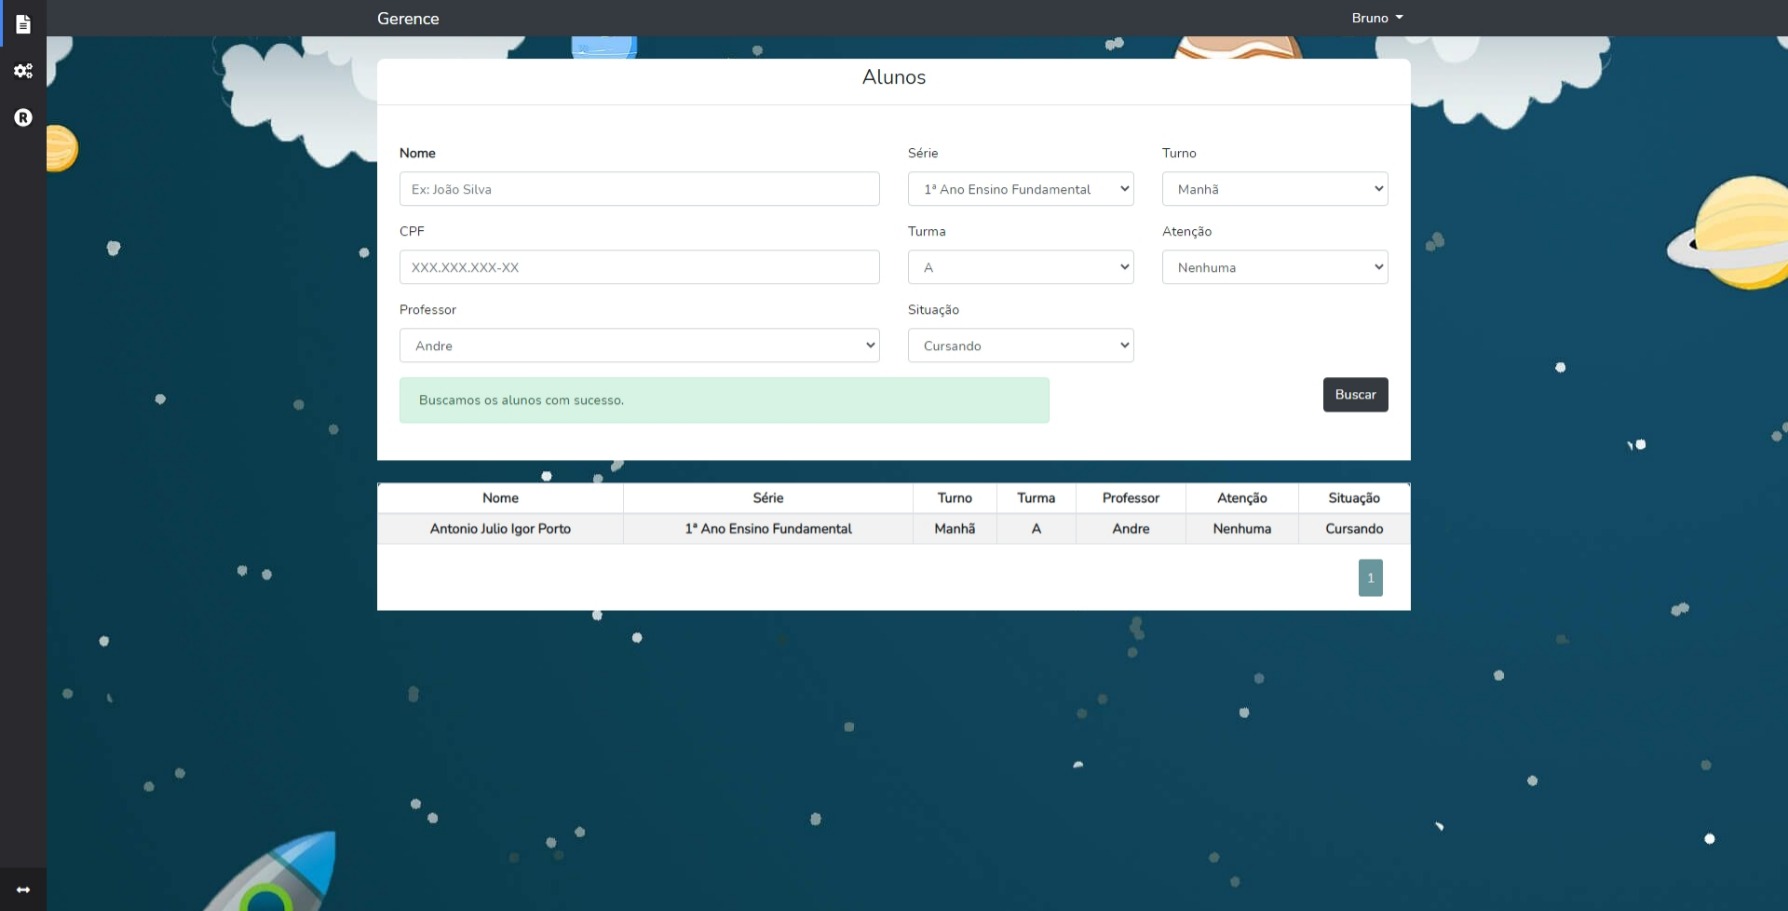 Gerence
Bruno
R
Alunos
Nome
Série
Turno
Ex: João Silva
1ª Ano Ensino Fundamental
Manhã
CPF
Turma
Atenção
XXX.XXX.XXX-XX
A
Nenhuma
Professor
Situação
Andre
Cursando
Buscamos os alunos com sucesso.
Buscar
Nome Série Turno Turma Professor Atenção Situação
Antonio Julio Igor Porto 1ª Ano Ensino Fundamental Manhã A Andre Nenhuma Cursando
1